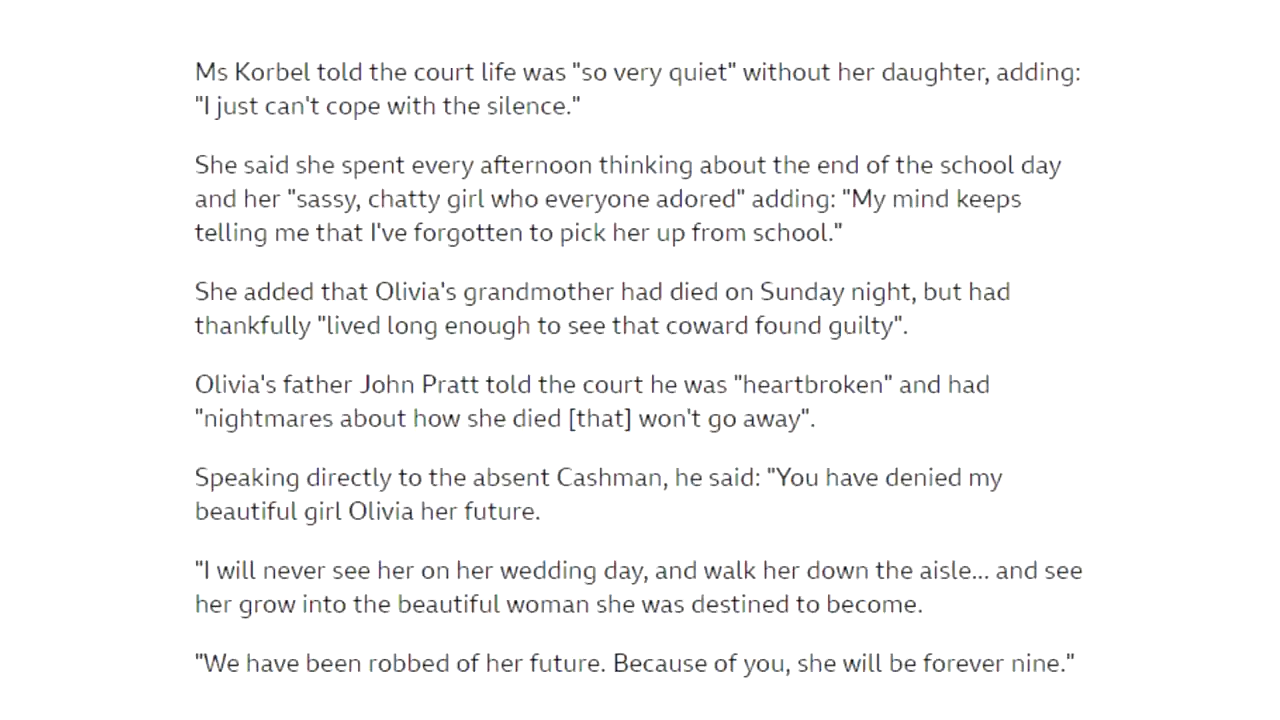 Ms Korbel told the court life was "so very quiet" without her daughter, adding:
"I just can't cope with the silence."
She said she spent every afternoon thinking about the end of the school day
and her "sassy, chatty girl who everyone adored" adding: "My mind keeps
telling me that I've forgotten to pick her up from school."
She added that Olivia's grandmother had died on Sunday night, but had
thankfully "lived long enough to see that coward found guilty".
Olivia's father John Pratt told the court he was "heartbroken" and had
"nightmares about how she died [that] won't go away".
Speaking directly to the absent Cashman, he said: "You have denied my
beautiful girl Olivia her future.
"I will never see her on her wedding day, and walk her down the aisle... and see
her grow into the beautiful woman she was destined to become.
"We have been robbed of her future. Because of you, she will be forever nine."